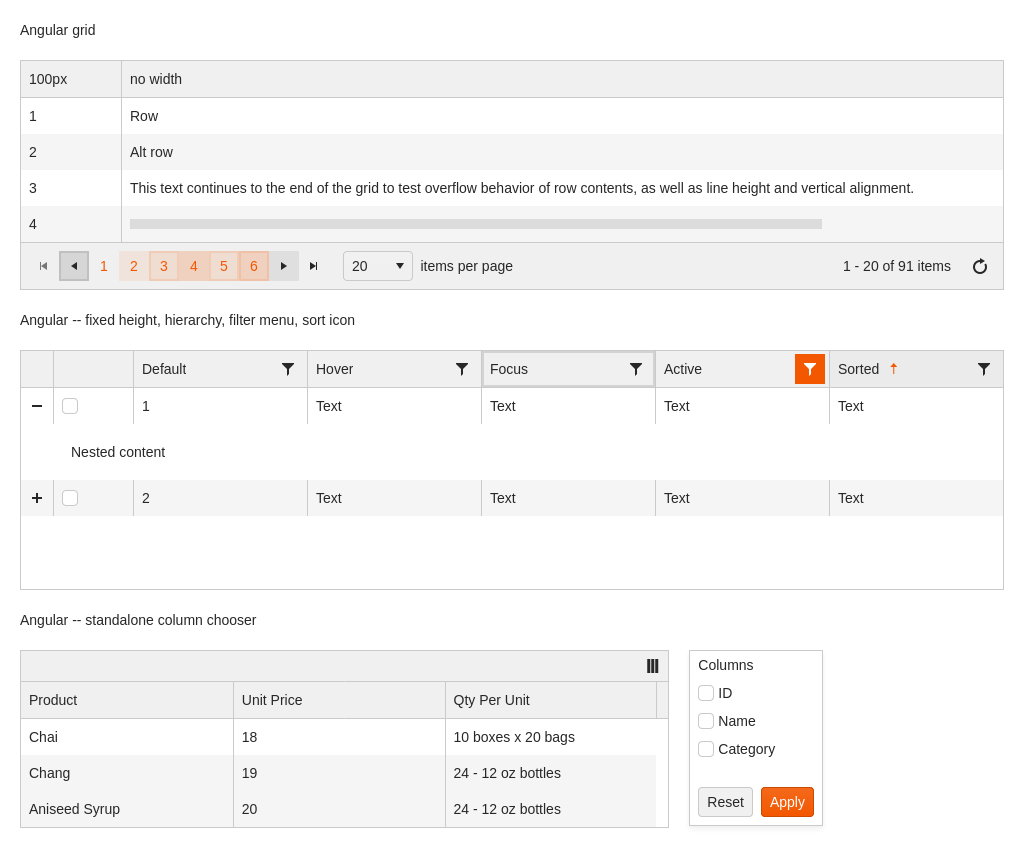 Angular grid
100px no width
1 Row
2 Alt row
3 This text continues to the end of the grid to test overflow behavior of row contents, as well as line height and vertical alignment.
4
1 2 3 4 5 6 20 items per page 1 - 20 of 91 items
Angular -- fixed height, hierarchy, filter menu, sort icon
Default Hover Focus Active Sorted
1 Text Text Text Text
Nested content
2 Text Text Text Text
Angular -- standalone column chooser
Product Unit Price Qty Per Unit
Chai 18 10 boxes x 20 bags
Chang 19 24 - 12 oz bottles
Aniseed Syrup 20 24 - 12 oz bottles
Columns
ID
Name
Category
Reset Apply